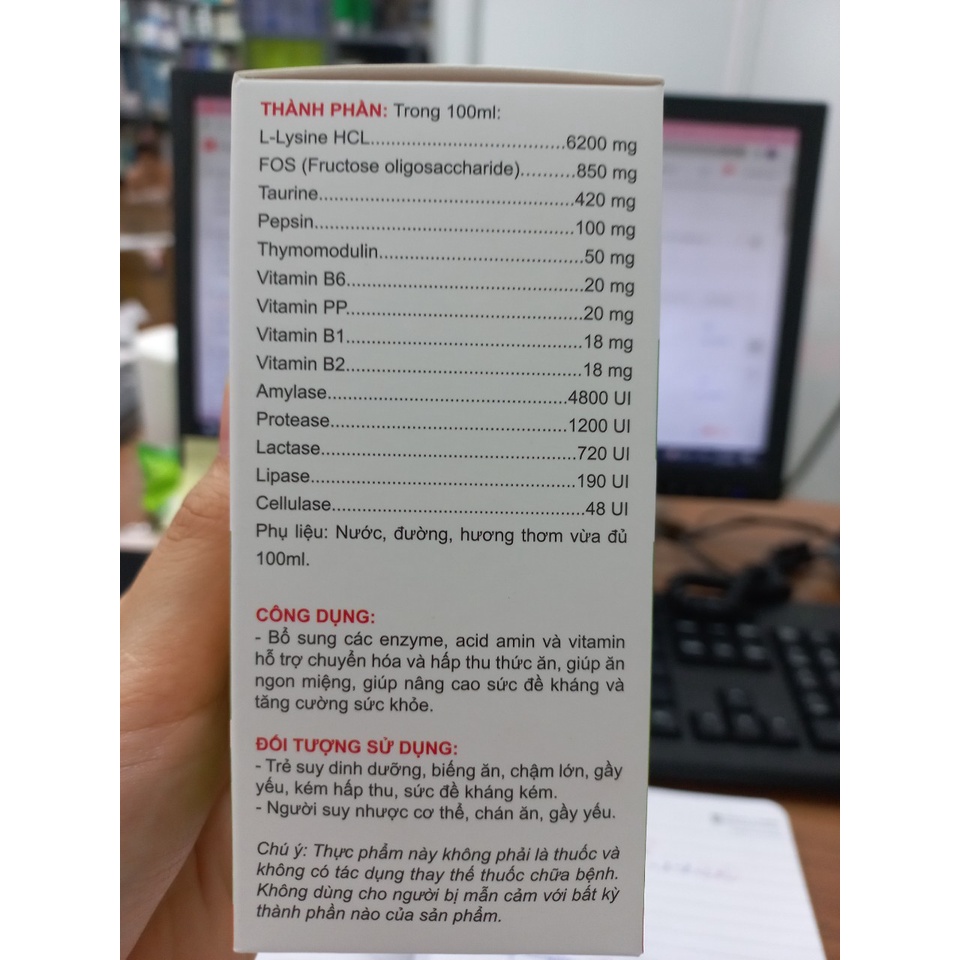 THÀNH PHẦN: Trong 100ml:
L-Lysine HCL....................................6200 mg
FOS (Fructose oligosaccharide)..........850 mg
Taurine..............................................420 mg
Pepsin...............................................100 mg
Thymomodulin.....................................50 mg
Vitamin B6...........................................20 mg
Vitamin PP...........................................20 mg
Vitamin B1...........................................18 mg
Vitamin B2...........................................18 mg
Amylase...........................................4800 UI
Protease..........................................1200 UI
Lactase..............................................720 UI
Lipase................................................190 UI
Cellulase..............................................48 UI
Phụ liệu: Nước, đường, hương thơm vừa đủ
100ml.
CÔNG DỤNG:
- Bổ sung các enzyme, acid amin và vitamin
hỗ trợ chuyển hóa và hấp thu thức ăn, giúp ăn
ngon miệng, giúp nâng cao sức đề kháng và
tăng cường sức khỏe.
ĐỐI TƯỢNG SỬ DỤNG:
- Trẻ suy dinh dưỡng, biếng ăn, chậm lớn, gầy
yếu, kém hấp thu, sức đề kháng kém.
- Người suy nhược cơ thể, chán ăn, gầy yếu.
Chú ý: Thực phẩm này không phải là thuốc và
không có tác dụng thay thế thuốc chữa bệnh.
Không dùng cho người bị mẫn cảm với bất kỳ
thành phần nào của sản phẩm.